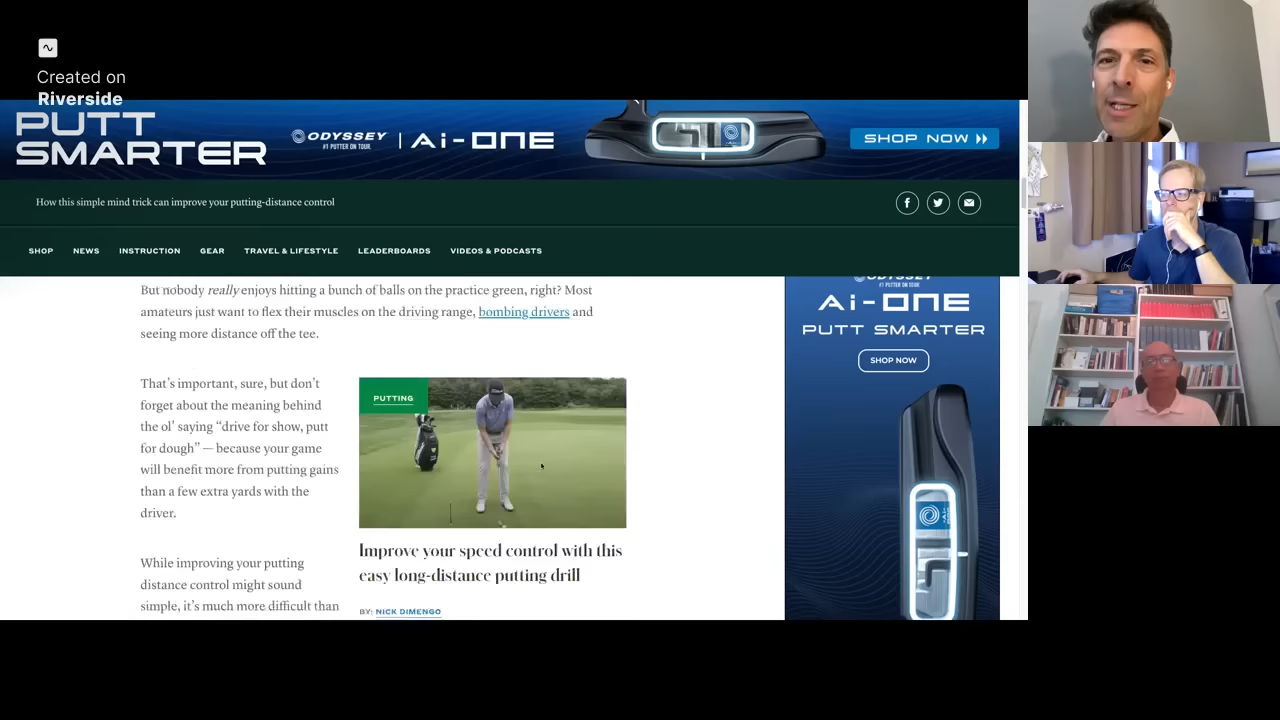 Created on
Riverside
PUTT
SMARTER
ODYSSEY
#1 PUTTER ON TOUR
Ai-ONE
SHOP NOW
How this simple mind trick can improve your putting-distance control
SHOP NEWS INSTRUCTION GEAR TRAVEL & LIFESTYLE LEADERBOARDS VIDEOS & PODCASTS
But nobody really enjoys hitting a bunch of balls on the practice green, right? Most
amateurs just want to flex their muscles on the driving range, bombing drivers and
seeing more distance off the tee.
That's important, sure, but don't
forget about the meaning behind
the ol' saying “drive for show, putt
for dough” — because your game
will benefit more from putting gains
than a few extra yards with the
driver.
While improving your putting
distance control might sound
simple, it's much more difficult than
PUTTING
Improve your speed control with this
easy long-distance putting drill
BY: NICK DIMENGO
ODYSSEY
#1 PUTTER ON TOUR
Ai-ONE
PUTT SMARTER
SHOP NOW